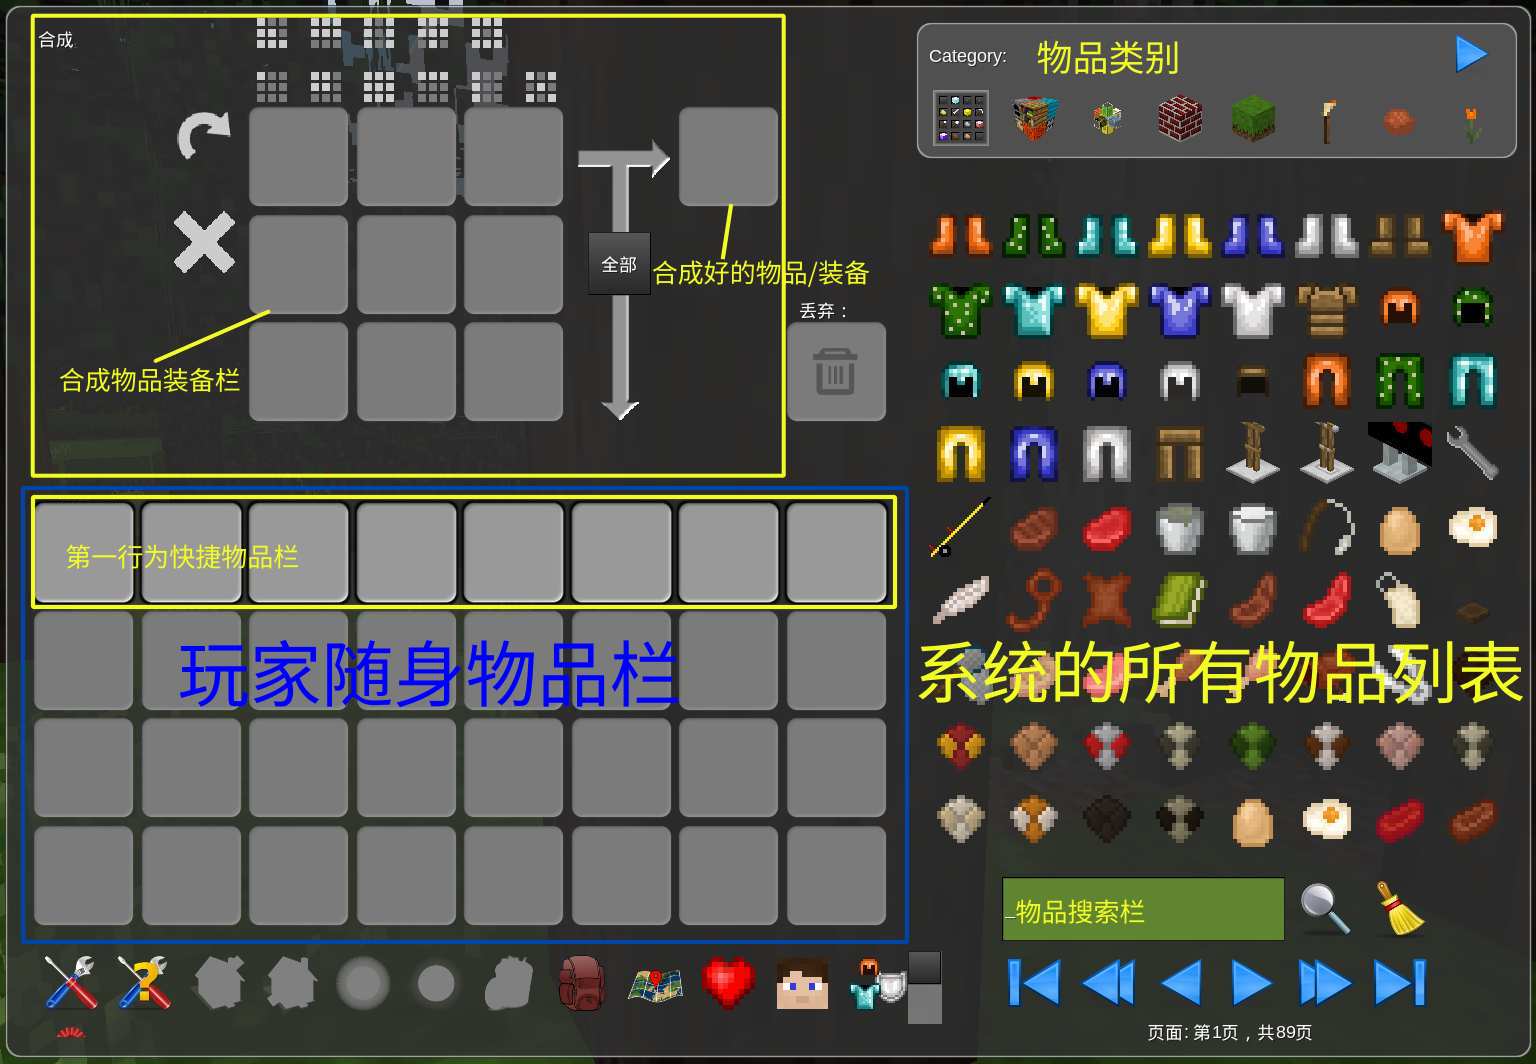 合成
Category:
物品类别
全部
合成好的物品/装备
丢弃：
合成物品装备栏
第一行为快捷物品栏
玩家随身物品栏
系统的所有物品列表
_物品搜索栏
?
页面: 第1页，共89页